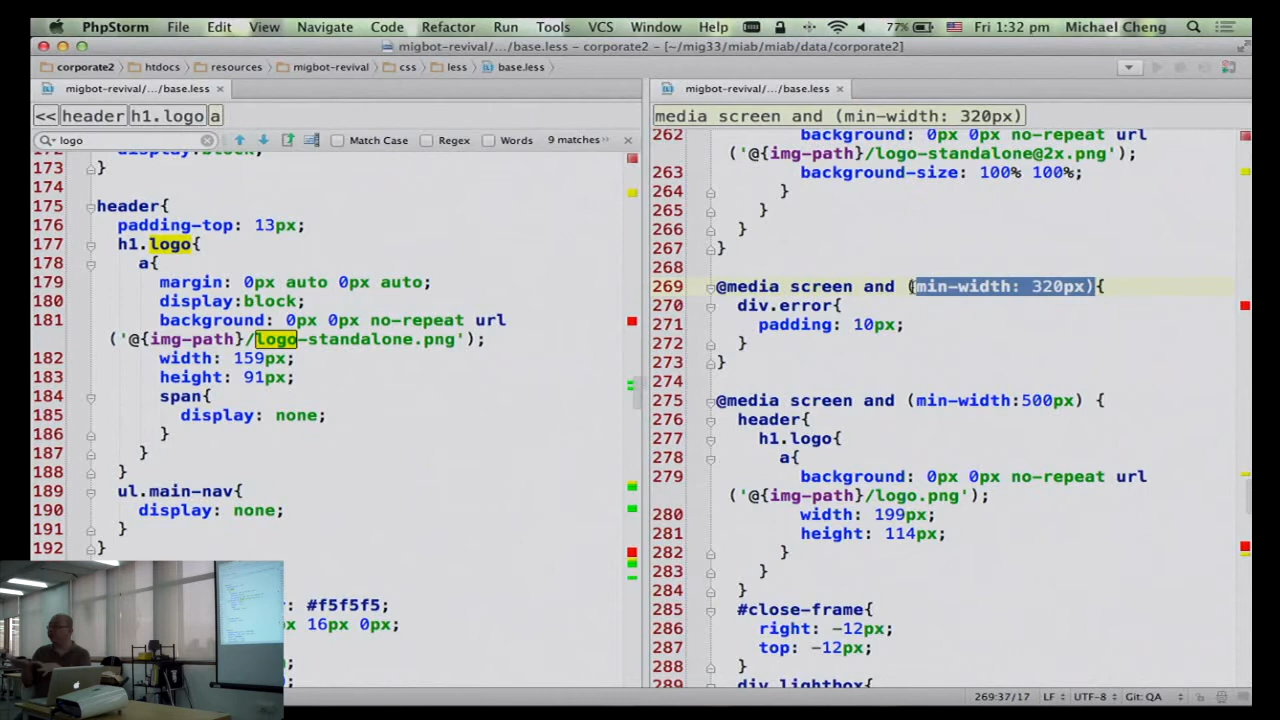 PhpStorm File Edit View Navigate Code Refactor Run Tools VCS Window Help 77% Fri 1:32 pm Michael Cheng
migbot-revival/.../base.less - corporate2 - [~/mig33/miab/miab/data/corporate2]
corporate2 htdocs resources migbot-revival css less base.less
migbot-revival/.../base.less ×
<< header h1.logo a
logo Match Case Regex Words 9 matches
display:block;
173 }
174
175 header{
176 padding-top: 13px;
177 h1.logo{
178 a{
179 margin: 0px auto 0px auto;
180 display:block;
181 background: 0px 0px no-repeat url
('@{img-path}/logo-standalone.png');
182 width: 159px;
183 height: 91px;
184 span{
185 display: none;
186 }
187 }
188 }
189 ul.main-nav{
190 display: none;
191 }
192 }
: #f5f5f5;
x 16px 0px;
migbot-revival/.../base.less ×
media screen and (min-width: 320px)
262 background: 0px 0px no-repeat url
('@{img-path}/logo-standalone@2x.png');
263 background-size: 100% 100%;
264 }
265 }
266 }
267 }
268
269 @media screen and (min-width: 320px){
270 div.error{
271 padding: 10px;
272 }
273 }
274
275 @media screen and (min-width:500px) {
276 header{
277 h1.logo{
278 a{
279 background: 0px 0px no-repeat url
('@{img-path}/logo.png');
280 width: 199px;
281 height: 114px;
282 }
283 }
284 }
285 #close-frame{
286 right: -12px;
287 top: -12px;
288 }
289 div.lightbox{
269:37/17 LF UTF-8 Git: QA